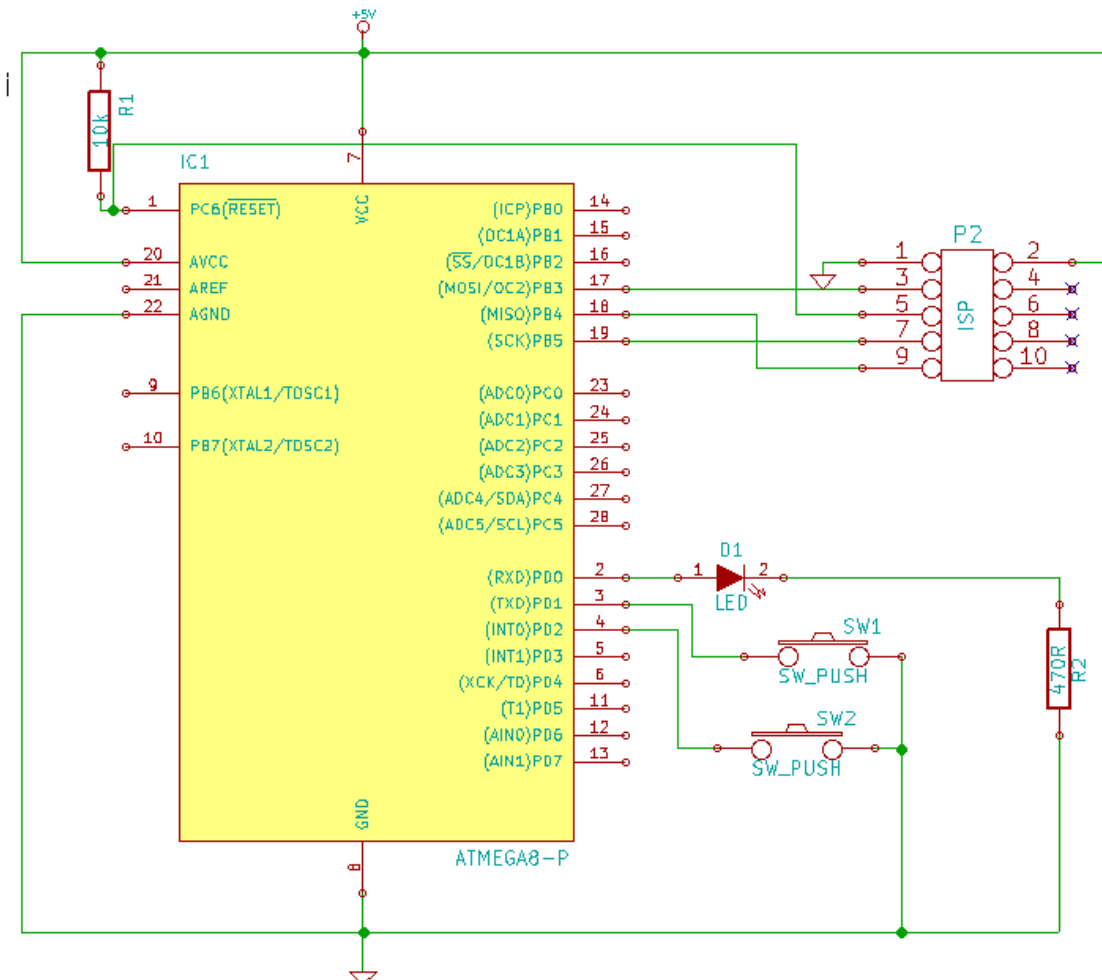 +5V
i
10k
R1
IC1
7
VCC
1
PC6(RESET)
20
AVCC
21
AREF
22
AGND
9
PB6(XTAL1/TOSC1)
10
PB7(XTAL2/TOSC2)
(ICP)PB0
14
(OC1A)PB1
15
(SS/OC1B)PB2
16
(MOSI/OC2)PB3
17
(MISO)PB4
18
(SCK)PB5
19
(ADC0)PC0
23
(ADC1)PC1
24
(ADC2)PC2
25
(ADC3)PC3
26
(ADC4/SDA)PC4
27
(ADC5/SCL)PC5
28
(RXD)PD0
2
(TXD)PD1
3
(INT0)PD2
4
(INT1)PD3
5
(XCK/T0)PD4
6
(T1)PD5
11
(AIN0)PD6
12
(AIN1)PD7
13
GND
8
ATMEGA8-P
P2
ISP
1
2
3
4
5
6
7
8
9
10
D1
1
2
LED
SW1
SW_PUSH
SW2
SW_PUSH
470R
R2